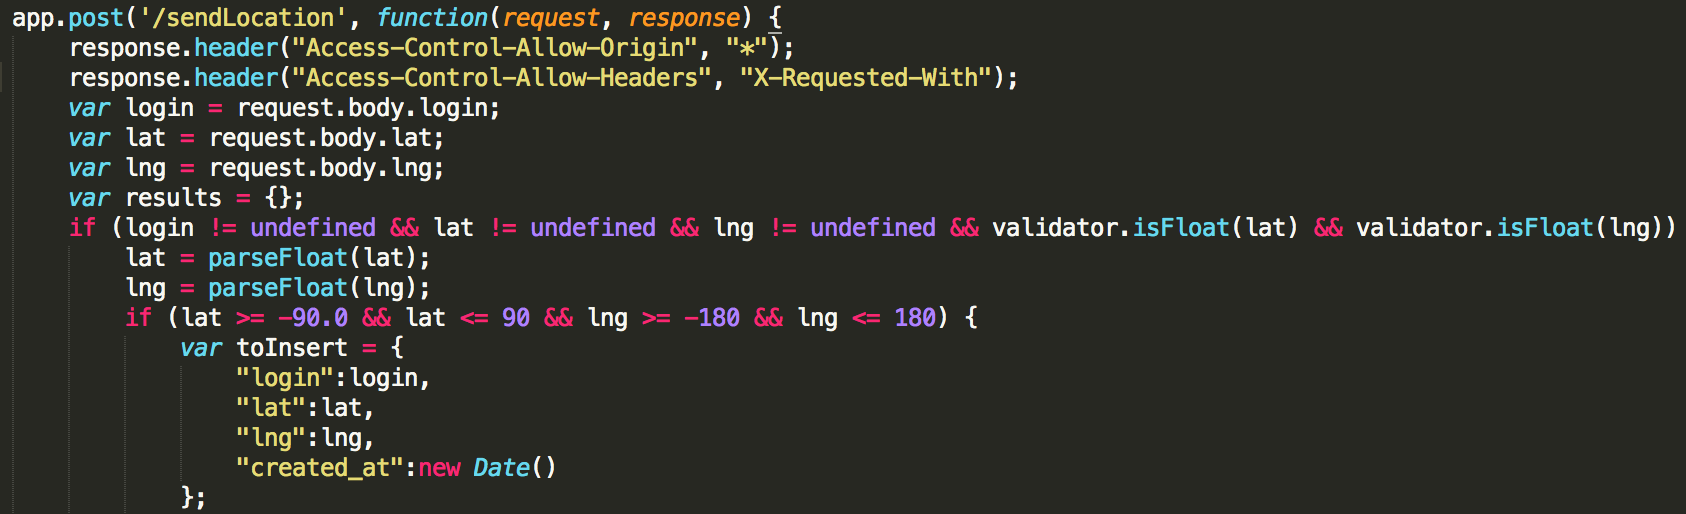 app.post('/sendLocation', function(request, response) {
    response.header("Access-Control-Allow-Origin", "*");
    response.header("Access-Control-Allow-Headers", "X-Requested-With");
    var login = request.body.login;
    var lat = request.body.lat;
    var lng = request.body.lng;
    var results = {};
    if (login != undefined && lat != undefined && lng != undefined && validator.isFloat(lat) && validator.isFloat(lng))
        lat = parseFloat(lat);
        lng = parseFloat(lng);
        if (lat >= -90.0 && lat <= 90 && lng >= -180 && lng <= 180) {
            var toInsert = {
                "login":login,
                "lat":lat,
                "lng":lng,
                "created_at":new Date()
            };